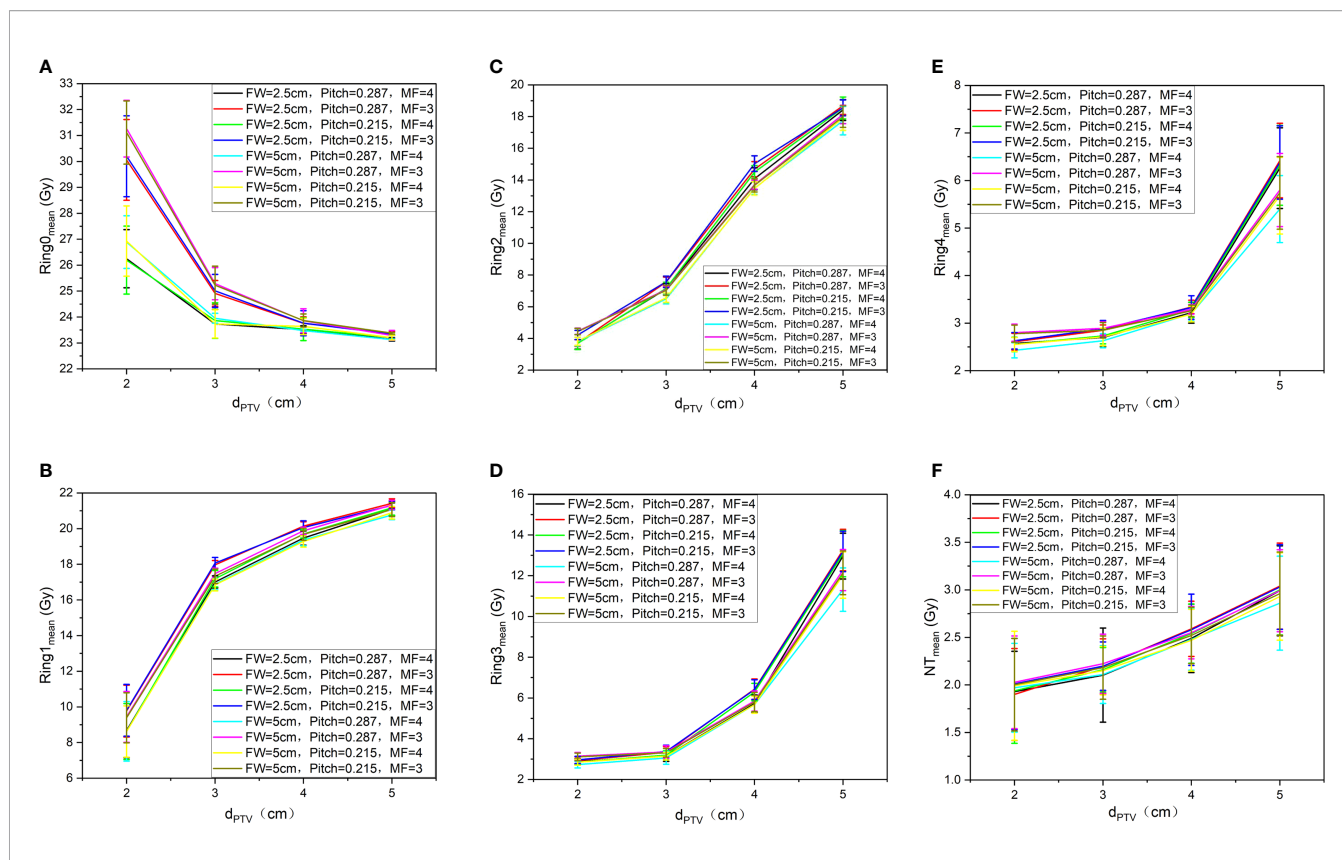 A
33
32
31
30
29
28
27
26
25
24
23
22
Ring0mean (Gy)
FW=2.5cm, Pitch=0.287, MF=4
FW=2.5cm, Pitch=0.287, MF=3
FW=2.5cm, Pitch=0.215, MF=4
FW=2.5cm, Pitch=0.215, MF=3
FW=5cm, Pitch=0.287, MF=4
FW=5cm, Pitch=0.287, MF=3
FW=5cm, Pitch=0.215, MF=4
FW=5cm, Pitch=0.215, MF=3
2 3 4 5
dPTV (cm)
B
22
20
18
16
14
12
10
8
6
Ring1mean (Gy)
FW=2.5cm, Pitch=0.287, MF=4
FW=2.5cm, Pitch=0.287, MF=3
FW=2.5cm, Pitch=0.215, MF=4
FW=2.5cm, Pitch=0.215, MF=3
FW=5cm, Pitch=0.287, MF=4
FW=5cm, Pitch=0.287, MF=3
FW=5cm, Pitch=0.215, MF=4
FW=5cm, Pitch=0.215, MF=3
2 3 4 5
dPTV (cm)
C
20
18
16
14
12
10
8
6
4
2
Ring2mean (Gy)
FW=2.5cm, Pitch=0.287, MF=4
FW=2.5cm, Pitch=0.287, MF=3
FW=2.5cm, Pitch=0.215, MF=4
FW=2.5cm, Pitch=0.215, MF=3
FW=5cm, Pitch=0.287, MF=4
FW=5cm, Pitch=0.287, MF=3
FW=5cm, Pitch=0.215, MF=4
FW=5cm, Pitch=0.215, MF=3
2 3 4 5
dPTV (cm)
D
16
14
12
10
8
6
4
2
Ring3mean (Gy)
FW=2.5cm, Pitch=0.287, MF=4
FW=2.5cm, Pitch=0.287, MF=3
FW=2.5cm, Pitch=0.215, MF=4
FW=2.5cm, Pitch=0.215, MF=3
FW=5cm, Pitch=0.287, MF=4
FW=5cm, Pitch=0.287, MF=3
FW=5cm, Pitch=0.215, MF=4
FW=5cm, Pitch=0.215, MF=3
2 3 4 5
dPTV (cm)
E
8
7
6
5
4
3
2
Ring4mean (Gy)
FW=2.5cm, Pitch=0.287, MF=4
FW=2.5cm, Pitch=0.287, MF=3
FW=2.5cm, Pitch=0.215, MF=4
FW=2.5cm, Pitch=0.215, MF=3
FW=5cm, Pitch=0.287, MF=4
FW=5cm, Pitch=0.287, MF=3
FW=5cm, Pitch=0.215, MF=4
FW=5cm, Pitch=0.215, MF=3
2 3 4 5
dPTV (cm)
F
4.0
3.5
3.0
2.5
2.0
1.5
1.0
NTmean (Gy)
FW=2.5cm, Pitch=0.287, MF=4
FW=2.5cm, Pitch=0.287, MF=3
FW=2.5cm, Pitch=0.215, MF=4
FW=2.5cm, Pitch=0.215, MF=3
FW=5cm, Pitch=0.287, MF=4
FW=5cm, Pitch=0.287, MF=3
FW=5cm, Pitch=0.215, MF=4
FW=5cm, Pitch=0.215, MF=3
2 3 4 5
dPTV (cm)